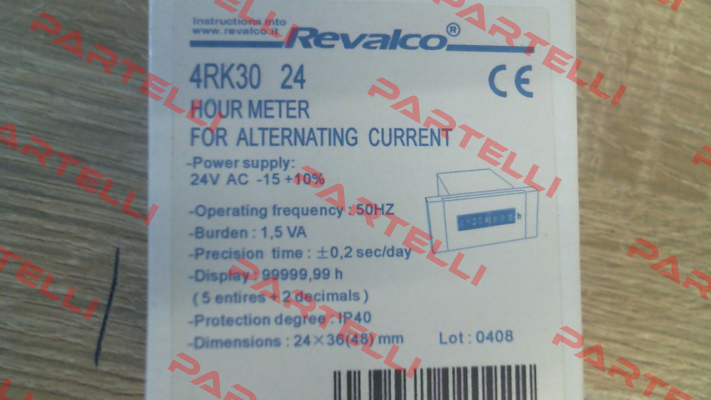 Instructions into
www.revalco.it
Revalco®
4RK30 24
CE
HOUR METER
FOR ALTERNATING CURRENT
-Power supply:
24V AC -15 +10%
-Operating frequency : 50HZ
-Burden : 1,5 VA
-Precision time : ±0,2 sec/day
-Display : 99999,99 h
( 5 entires + 2 decimals )
-Protection degree : IP40
-Dimensions : 24×36(48) mm
Lot : 0408
PARTELLI
PARTELLI
PARTELLI
PARTELLI
PARTELLI
PARTELLI